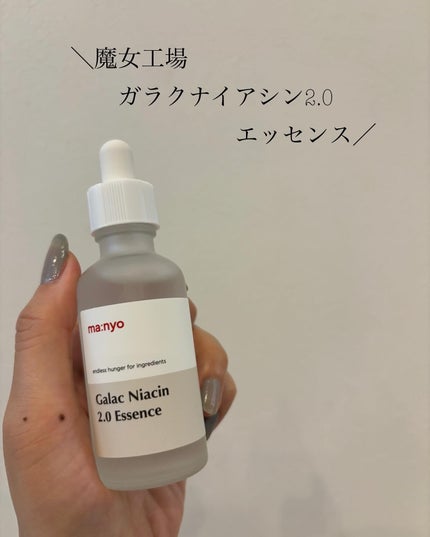 ＼魔女工場
ガラクナイアシン2.0
エッセンス／
ma:nyo
endless hunger for ingredients
Galac Niacin
2.0 Essence